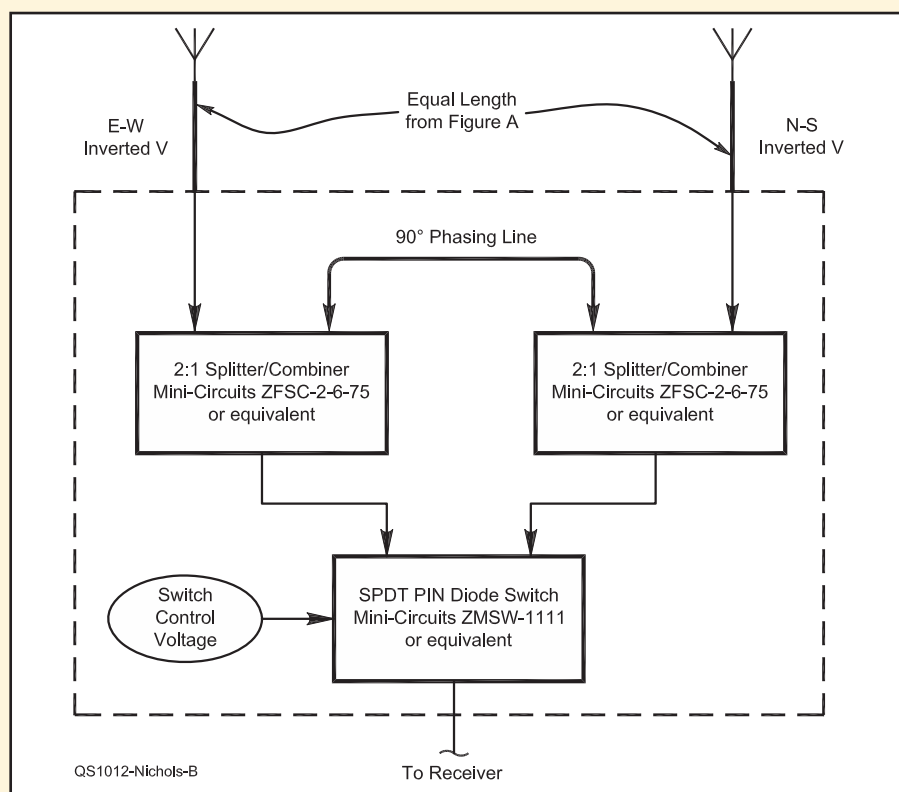 Equal Length
from Figure A
E-W
Inverted V
N-S
Inverted V
90° Phasing Line
2:1 Splitter/Combiner
Mini-Circuits ZFSC-2-6-75
or equivalent
2:1 Splitter/Combiner
Mini-Circuits ZFSC-2-6-75
or equivalent
Switch
Control
Voltage
SPDT PIN Diode Switch
Mini-Circuits ZMSW-1111
or equivalent
QS1012-Nichols-B
To Receiver